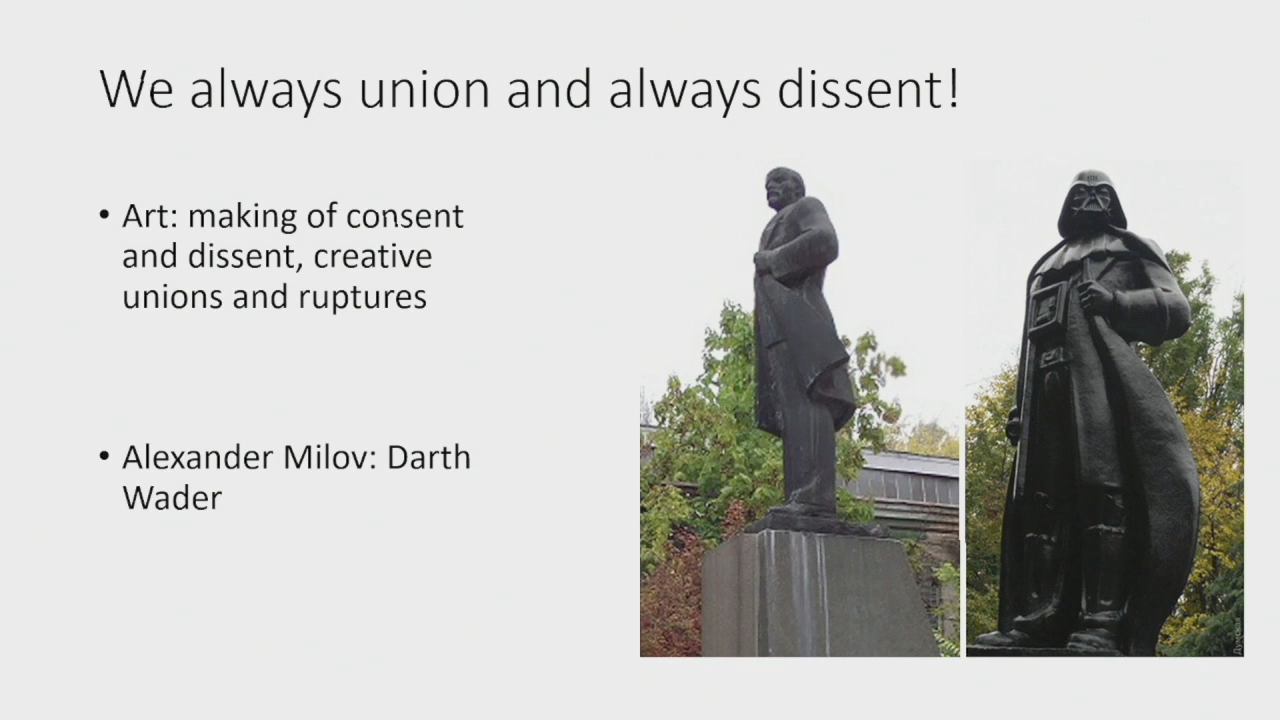 We always union and always dissent!
• Art: making of consent
and dissent, creative
unions and ruptures
• Alexander Milov: Darth
Wader
Думская